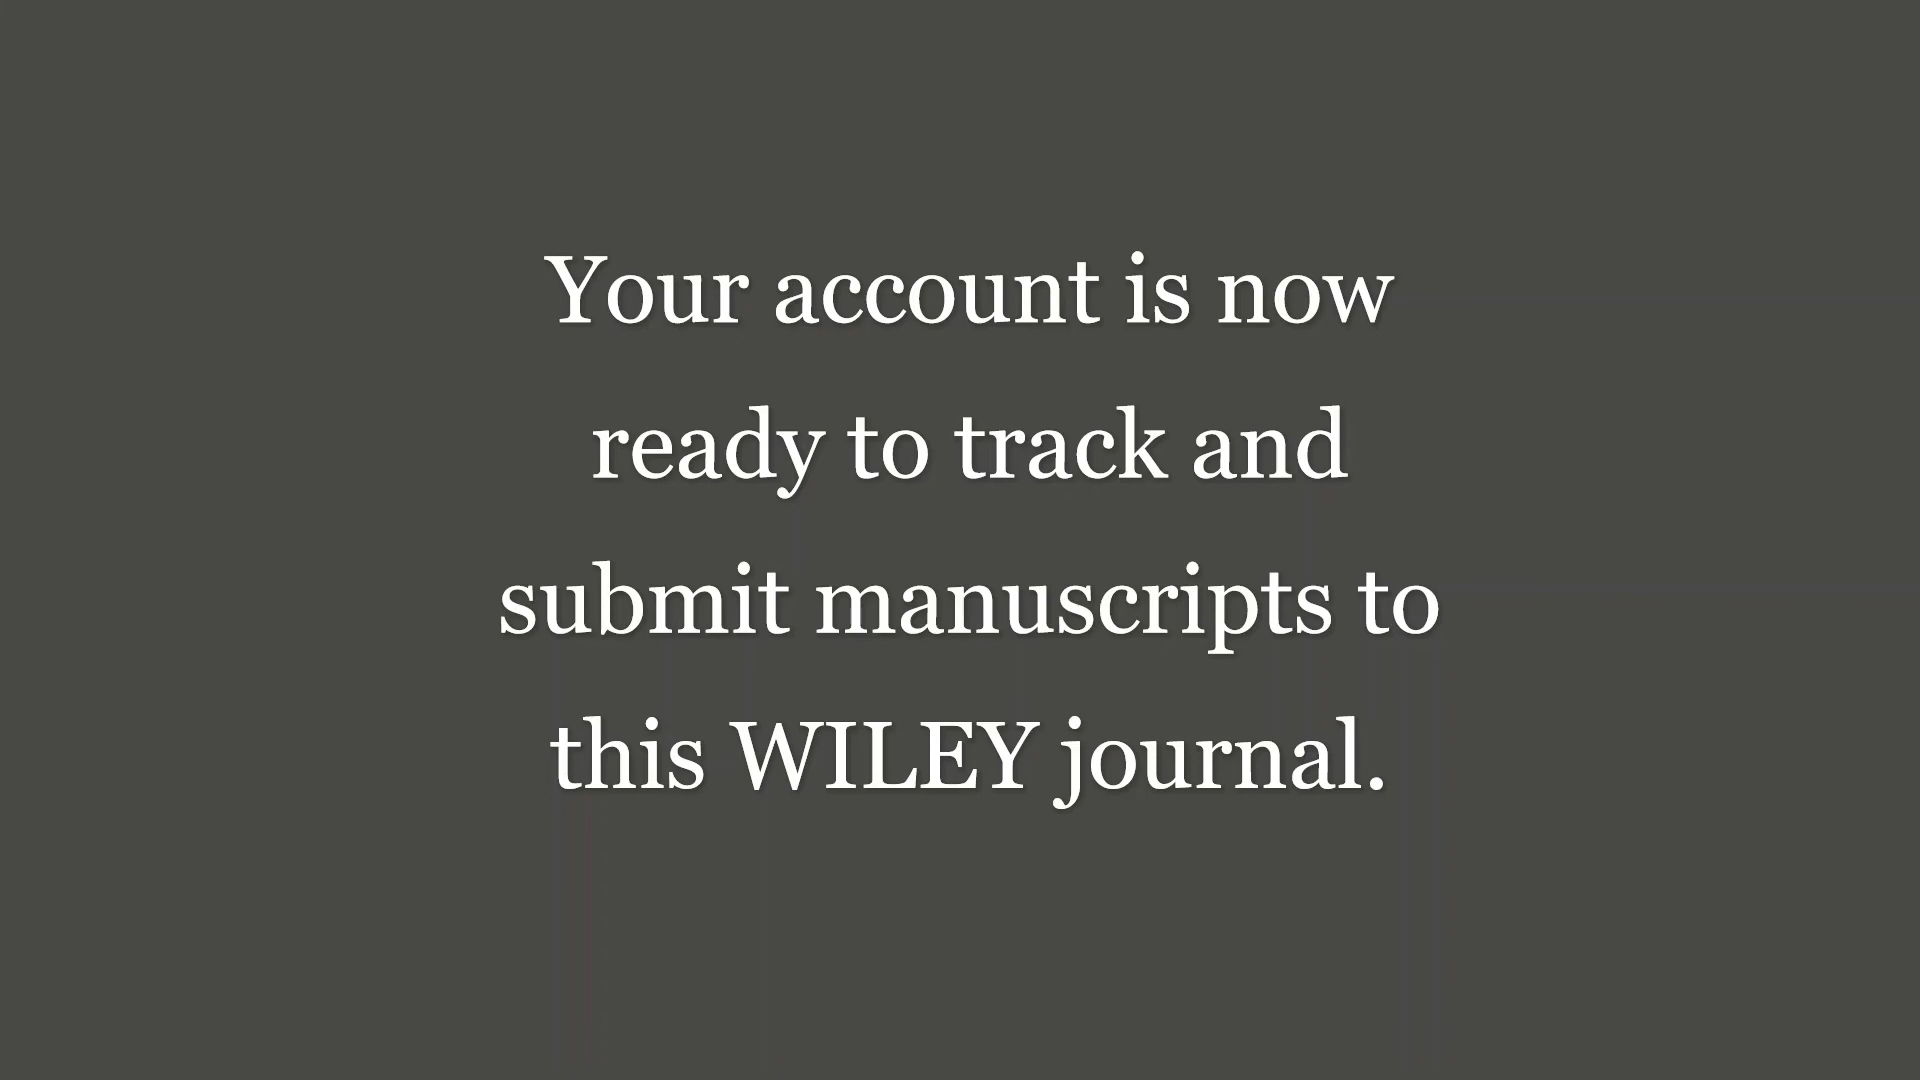 Your account is now
ready to track and
submit manuscripts to
this WILEY journal.